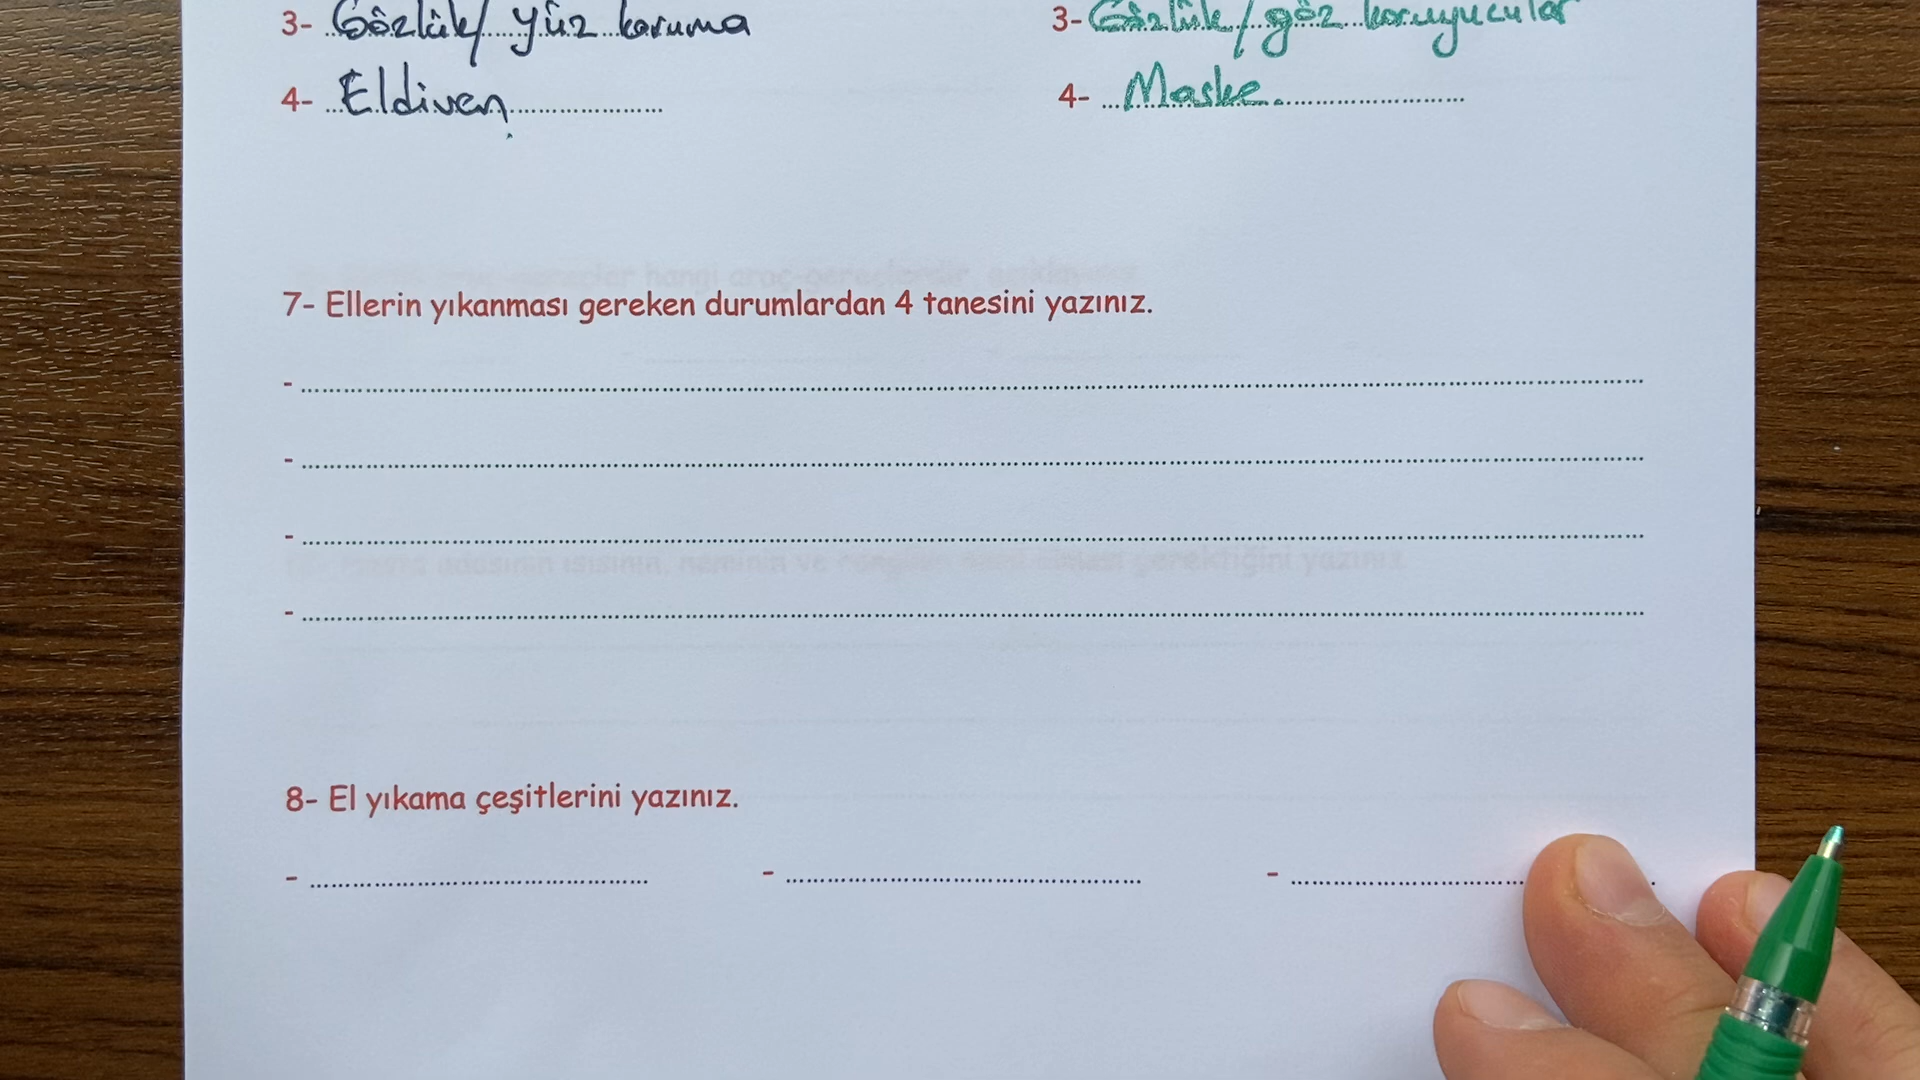 3- Gözlük/ yüz koruma
3- Gözlük/ göz koruyucular
4- Eldiven
4- Maske.
7- Ellerin yıkanması gereken durumlardan 4 tanesini yazınız.
-
-
-
-
8- El yıkama çeşitlerini yazınız.
- - -